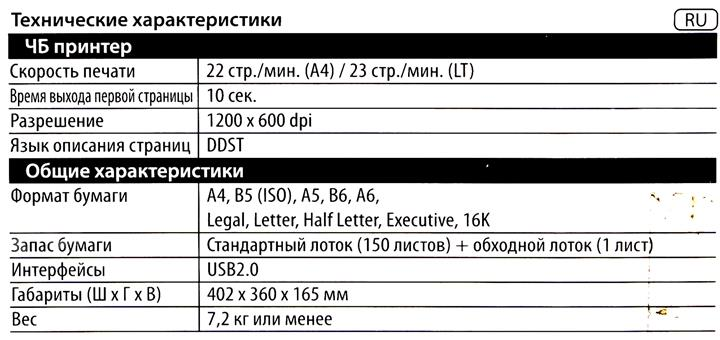 Технические характеристики RU
ЧБ принтер
Скорость печати 22 стр./мин. (A4) / 23 стр./мин. (LT)
Время выхода первой страницы 10 сек.
Разрешение 1200 x 600 dpi
Язык описания страниц DDST
Общие характеристики
Формат бумаги A4, B5 (ISO), A5, B6, A6,
Legal, Letter, Half Letter, Executive, 16K
Запас бумаги Стандартный лоток (150 листов) + обходной лоток (1 лист)
Интерфейсы USB2.0
Габариты (Ш x Г x В) 402 x 360 x 165 мм
Вес 7,2 кг или менее